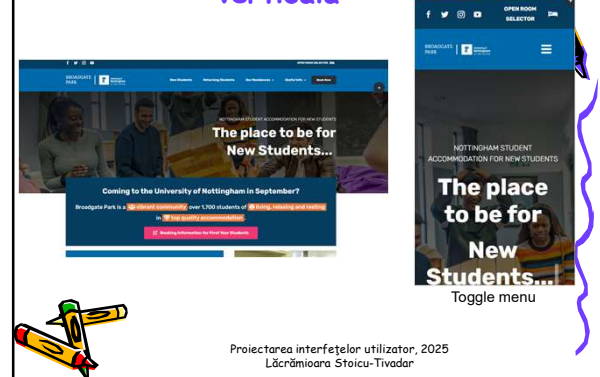 OPEN ROOM SELECTOR
BROADGATE
PARK
New Students
Returning Students
Our Residences
Useful Info
Book Now
NOTTINGHAM STUDENT ACCOMMODATION FOR NEW STUDENTS
The place to be for
New Students...
Coming to the University of Nottingham in September?
Broadgate Park is a vibrant community over 1,700 students of living, relaxing and resting
in top quality accommodation.
Booking Information for First Year Students
OPEN ROOM
SELECTOR
BROADGATE
PARK
NOTTINGHAM STUDENT
ACCOMMODATION FOR NEW STUDENTS
The place
to be for
New
Students...
Toggle menu
Proiectarea interfeţelor utilizator, 2025
Lăcrămioara Stoicu-Tivadar